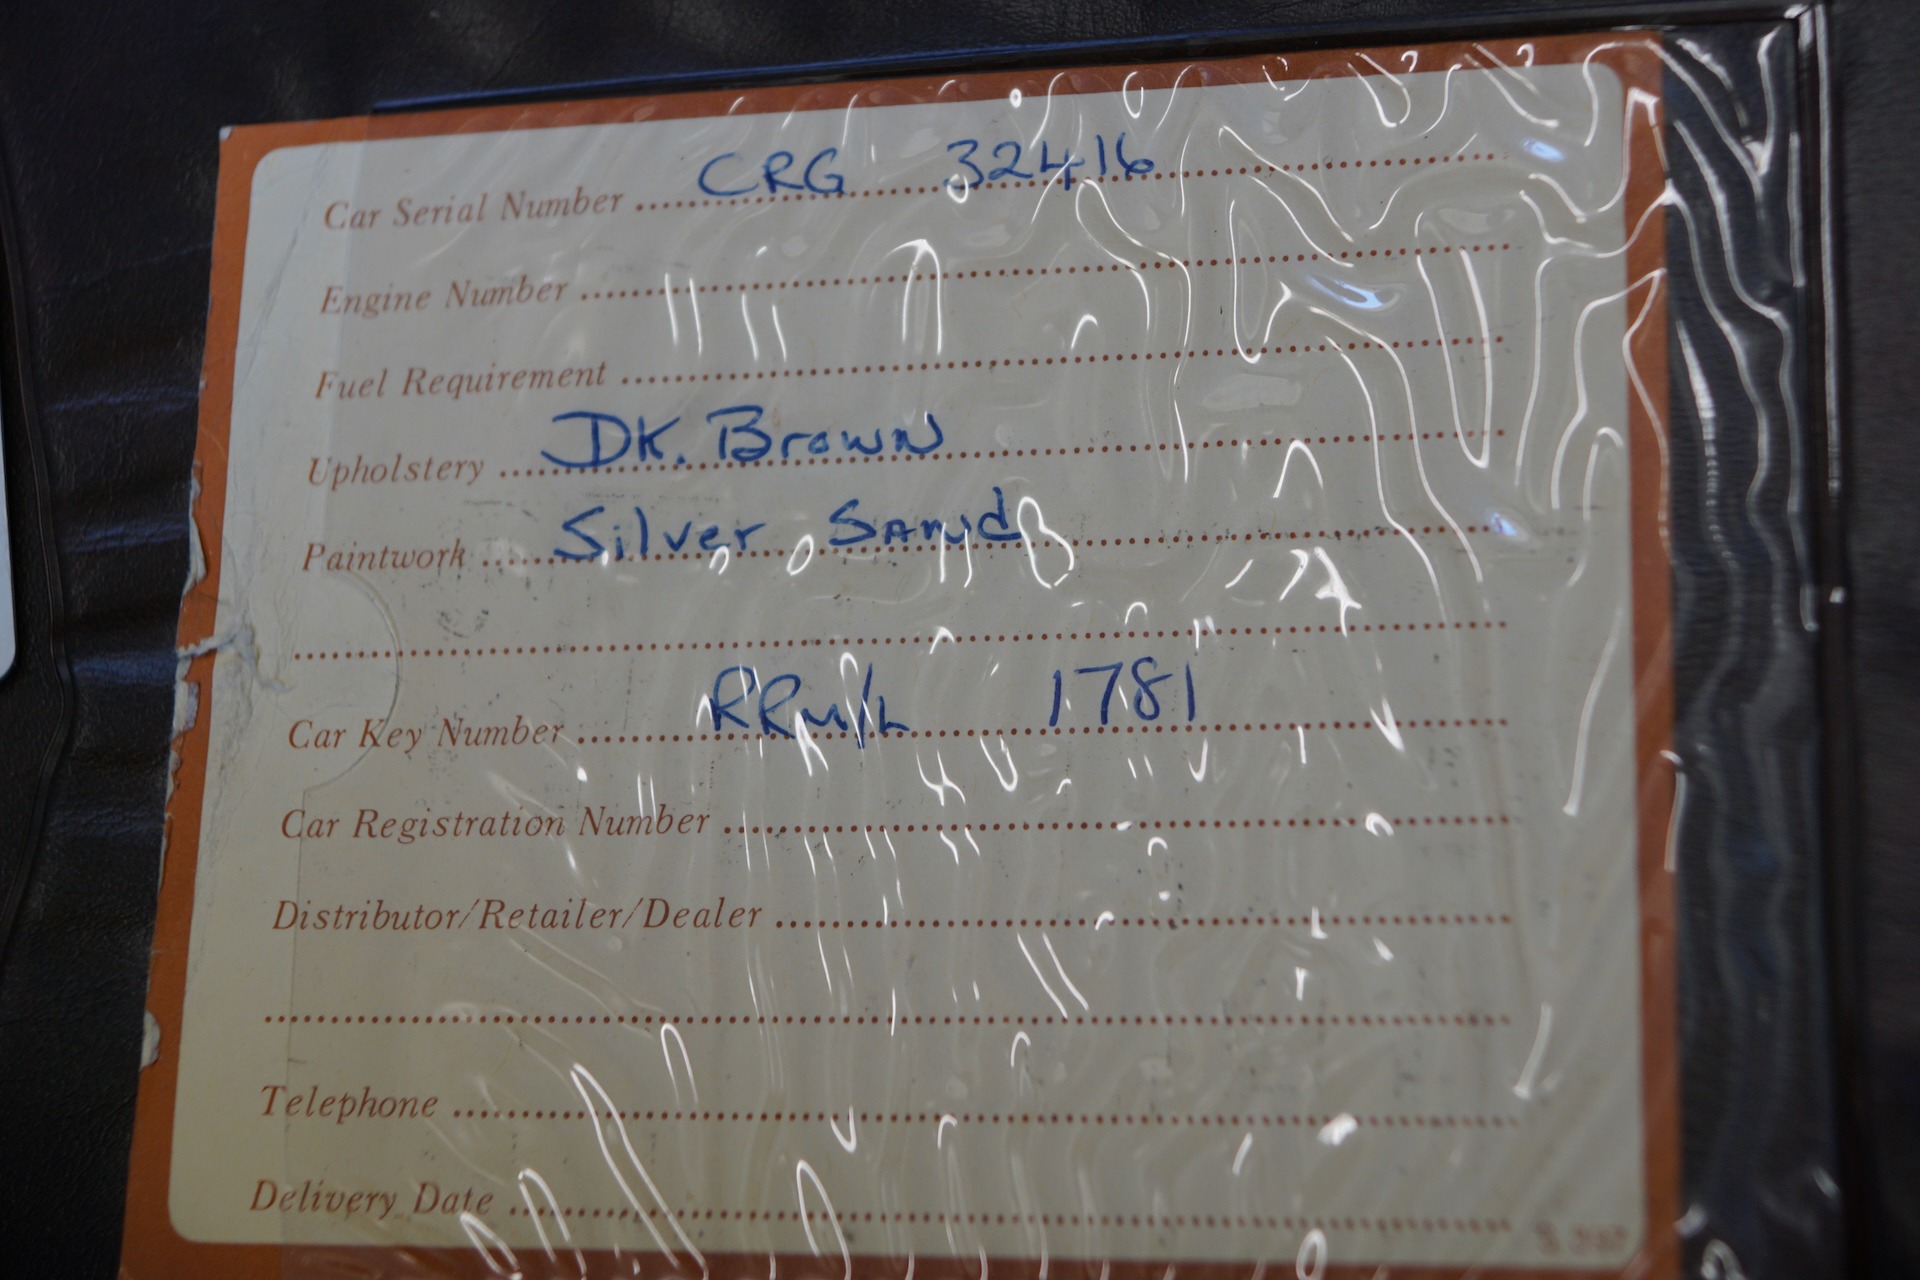 Car Serial Number CRG 32416
Engine Number
Fuel Requirement
Upholstery DK. Brown
Paintwork Silver Sand
Car Key Number RRM/L 1781
Car Registration Number
Distributor/Retailer/Dealer
Telephone
Delivery Date